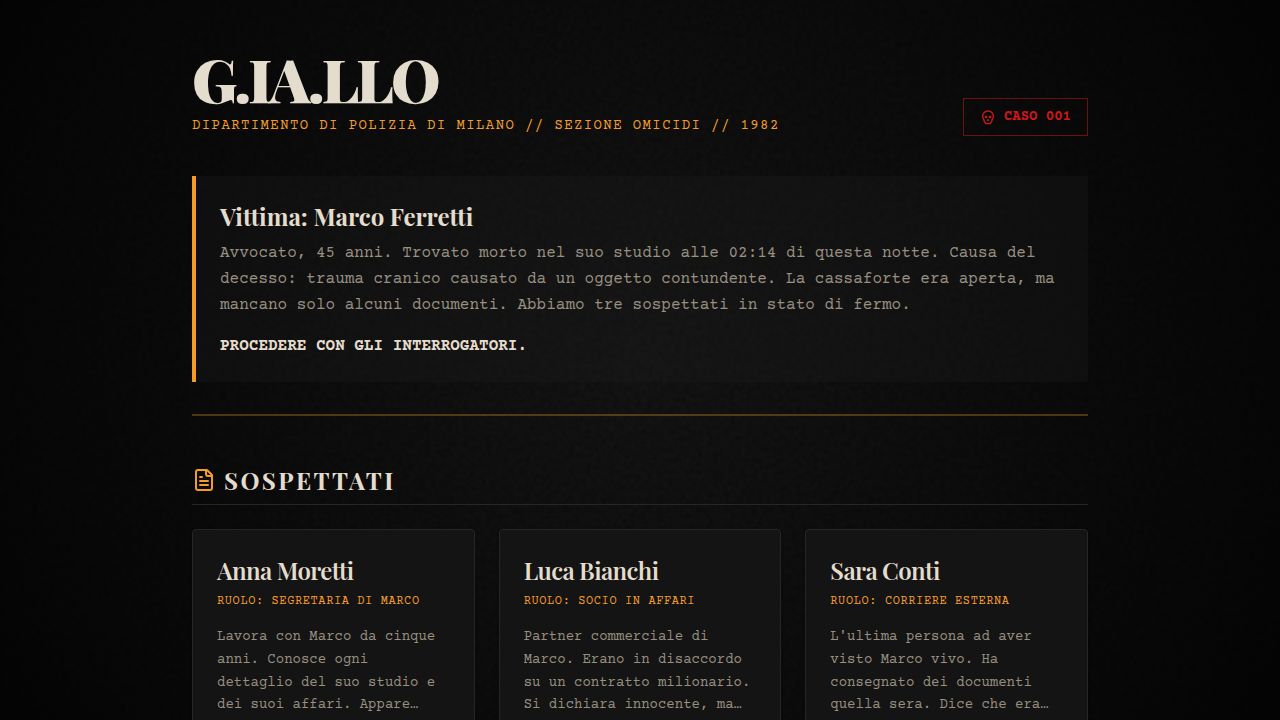 G.IA.LLO
DIPARTIMENTO DI POLIZIA DI MILANO // SEZIONE OMICIDI // 1982
CASO 001
Vittima: Marco Ferretti
Avvocato, 45 anni. Trovato morto nel suo studio alle 02:14 di questa notte. Causa del
decesso: trauma cranico causato da un oggetto contundente. La cassaforte era aperta, ma
mancano solo alcuni documenti. Abbiamo tre sospettati in stato di fermo.
PROCEDERE CON GLI INTERROGATORI.
SOSPETTATI
Anna Moretti
RUOLO: SEGRETARIA DI MARCO
Lavora con Marco da cinque
anni. Conosce ogni
dettaglio del suo studio e
dei suoi affari. Appare…
Luca Bianchi
RUOLO: SOCIO IN AFFARI
Partner commerciale di
Marco. Erano in disaccordo
su un contratto milionario.
Si dichiara innocente, ma…
Sara Conti
RUOLO: CORRIERE ESTERNA
L'ultima persona ad aver
visto Marco vivo. Ha
consegnato dei documenti
quella sera. Dice che era…